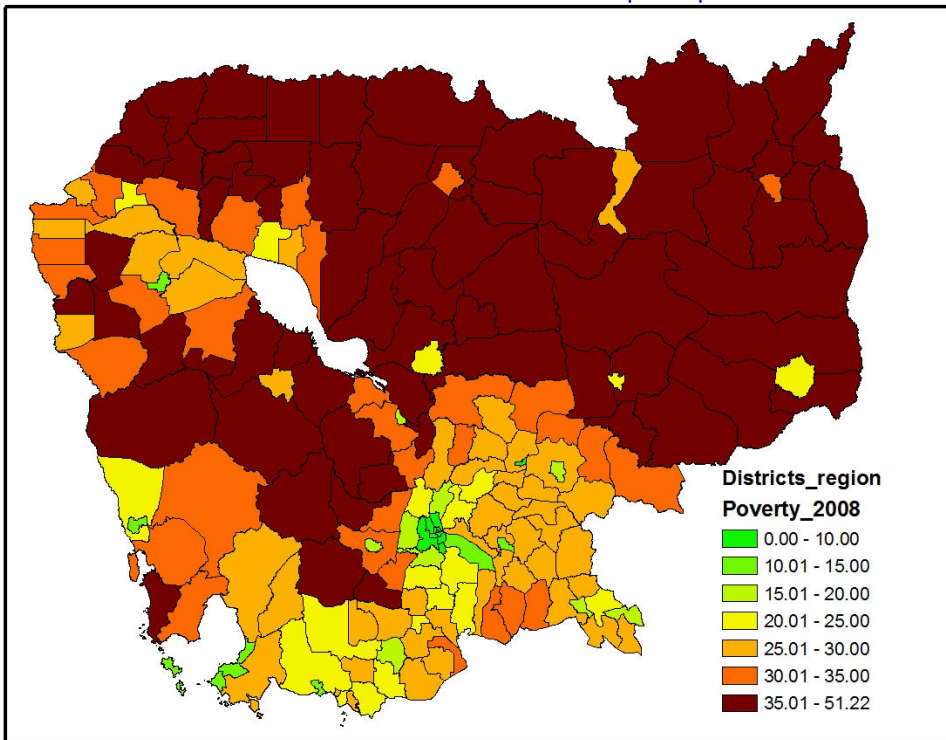 Districts_region
Poverty_2008
0.00 - 10.00
10.01 - 15.00
15.01 - 20.00
20.01 - 25.00
25.01 - 30.00
30.01 - 35.00
35.01 - 51.22